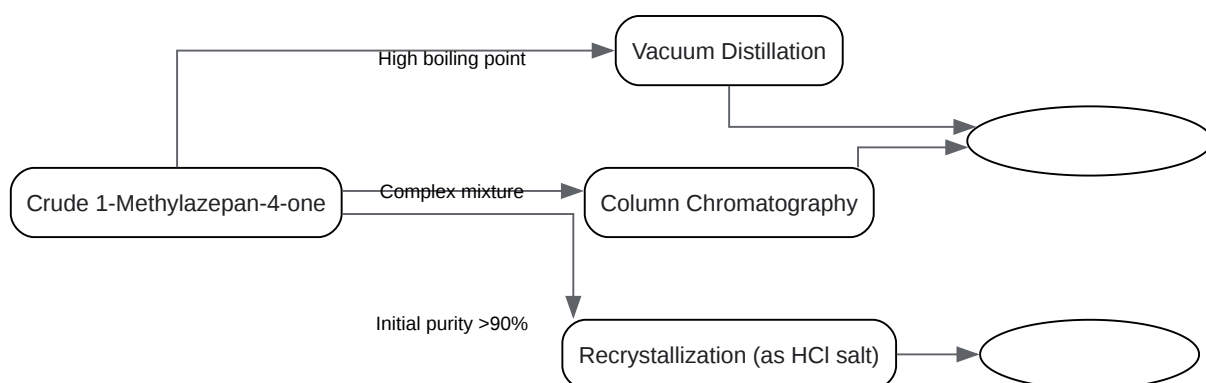 High boiling point
Vacuum Distillation
Crude 1-Methylazepan-4-one
Complex mixture
Column Chromatography
Initial purity >90%
Recrystallization (as HCl salt)